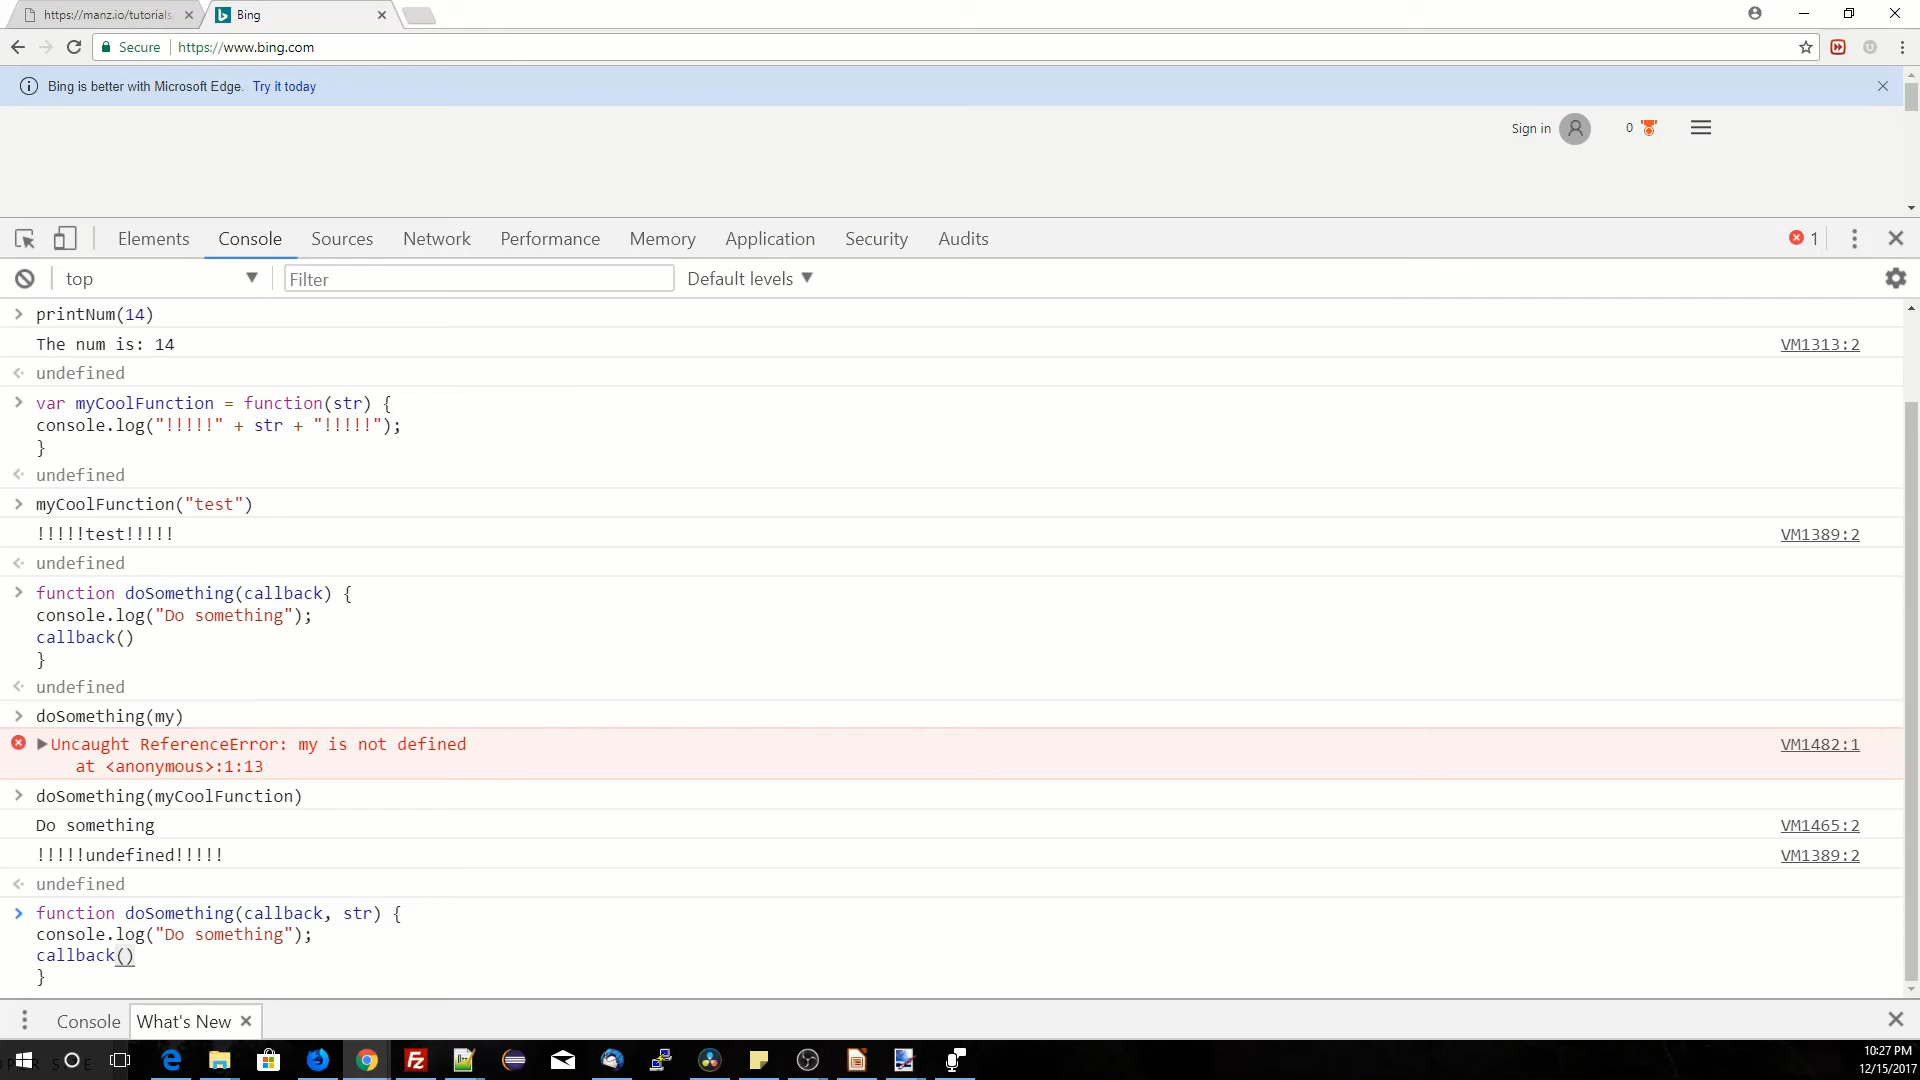 https://manz.io/tutorials
Bing
Secure
https://www.bing.com
Bing is better with Microsoft Edge. Try it today
Sign in
0
Elements Console Sources Network Performance Memory Application Security Audits
1
top
Filter
Default levels
printNum(14)
The num is: 14
VM1313:2
undefined
var myCoolFunction = function(str) {
console.log("!!!!!" + str + "!!!!!");
}
undefined
myCoolFunction("test")
!!!!!test!!!!!
VM1389:2
undefined
function doSomething(callback) {
console.log("Do something");
callback()
}
undefined
doSomething(my)
Uncaught ReferenceError: my is not defined
VM1482:1
at <anonymous>:1:13
doSomething(myCoolFunction)
Do something
VM1465:2
!!!!!undefined!!!!!
VM1389:2
undefined
function doSomething(callback, str) {
console.log("Do something");
callback()
}
Console
What's New
10:27 PM
12/15/2017